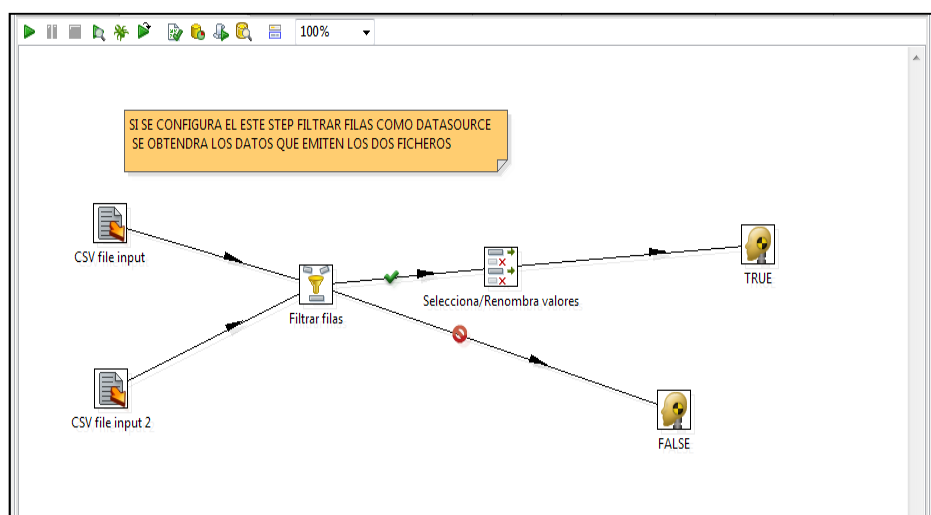 100%
SI SE CONFIGURA EL ESTE STEP FILTRAR FILAS COMO DATASOURCE
SE OBTENDRA LOS DATOS QUE EMITEN LOS DOS FICHEROS
CSV file input
Filtrar filas
Selecciona/Renombra valores
TRUE
CSV file input 2
FALSE